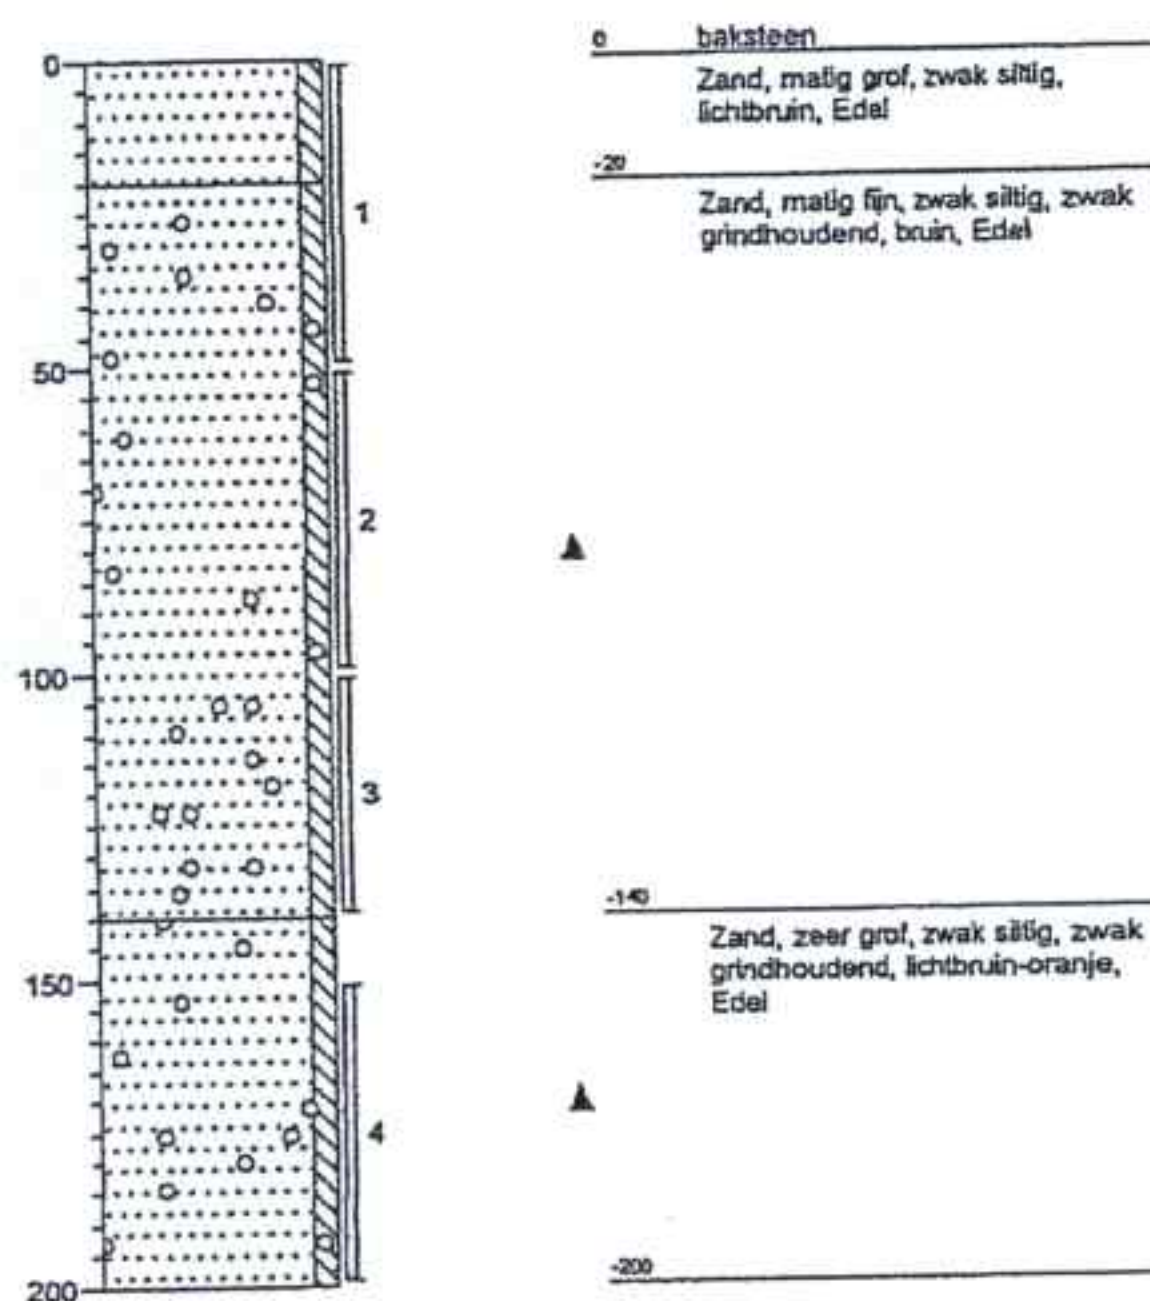 0
50
100
150
200
1
2
3
4
0 baksteen
Zand, matig grof, zwak siltig,
lichtbruin, Edel
-20
Zand, matig fijn, zwak siltig, zwak
grindhoudend, bruin, Edel
-140
Zand, zeer grof, zwak siltig, zwak
grindhoudend, lichtbruin-oranje,
Edel
-200